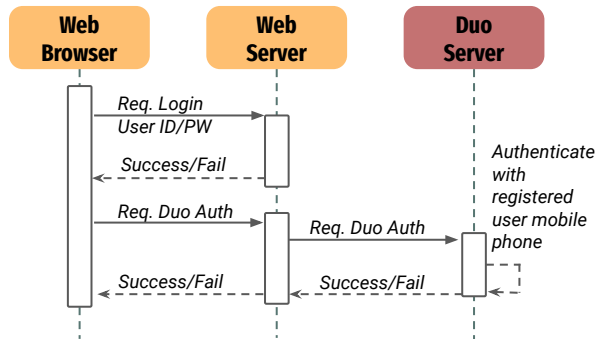 Web
Browser
Web
Server
Duo
Server
Req. Login
User ID/PW
Success/Fail
Authenticate
with
registered
user mobile
phone
Req. Duo Auth
Req. Duo Auth
Success/Fail
Success/Fail